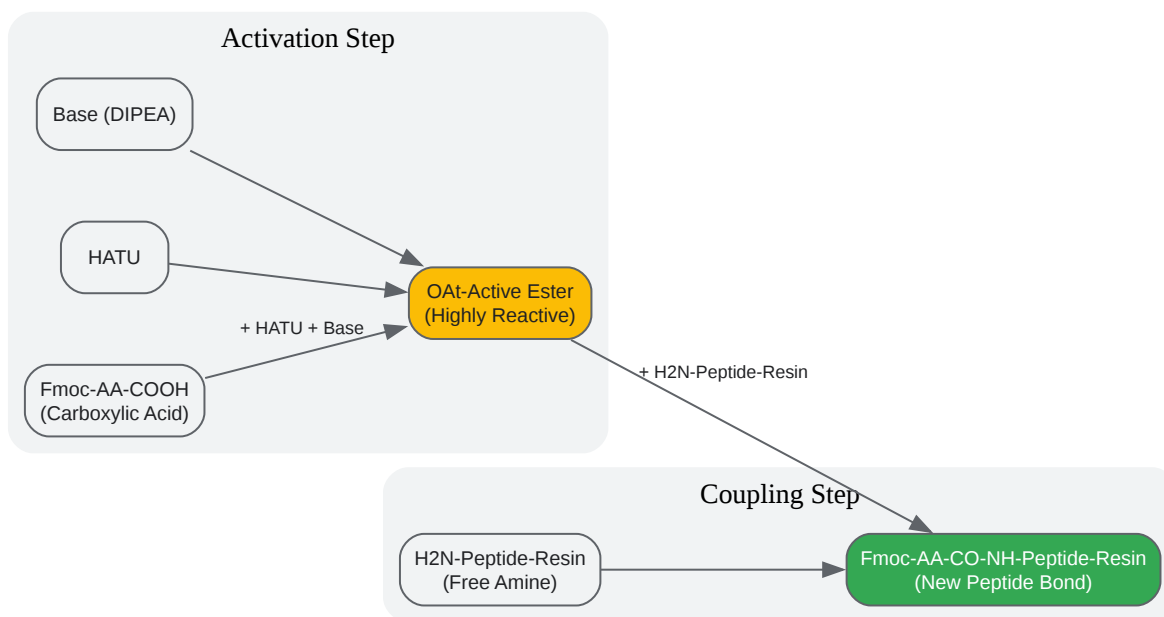 Activation Step
Base (DIPEA)
HATU
OAt-Active Ester
(Highly Reactive)
+ HATU + Base
Fmoc-AA-COOH
(Carboxylic Acid)
+ H2N-Peptide-Resin
Coupling Step
H2N-Peptide-Resin
(Free Amine)
Fmoc-AA-CO-NH-Peptide-Resin
(New Peptide Bond)